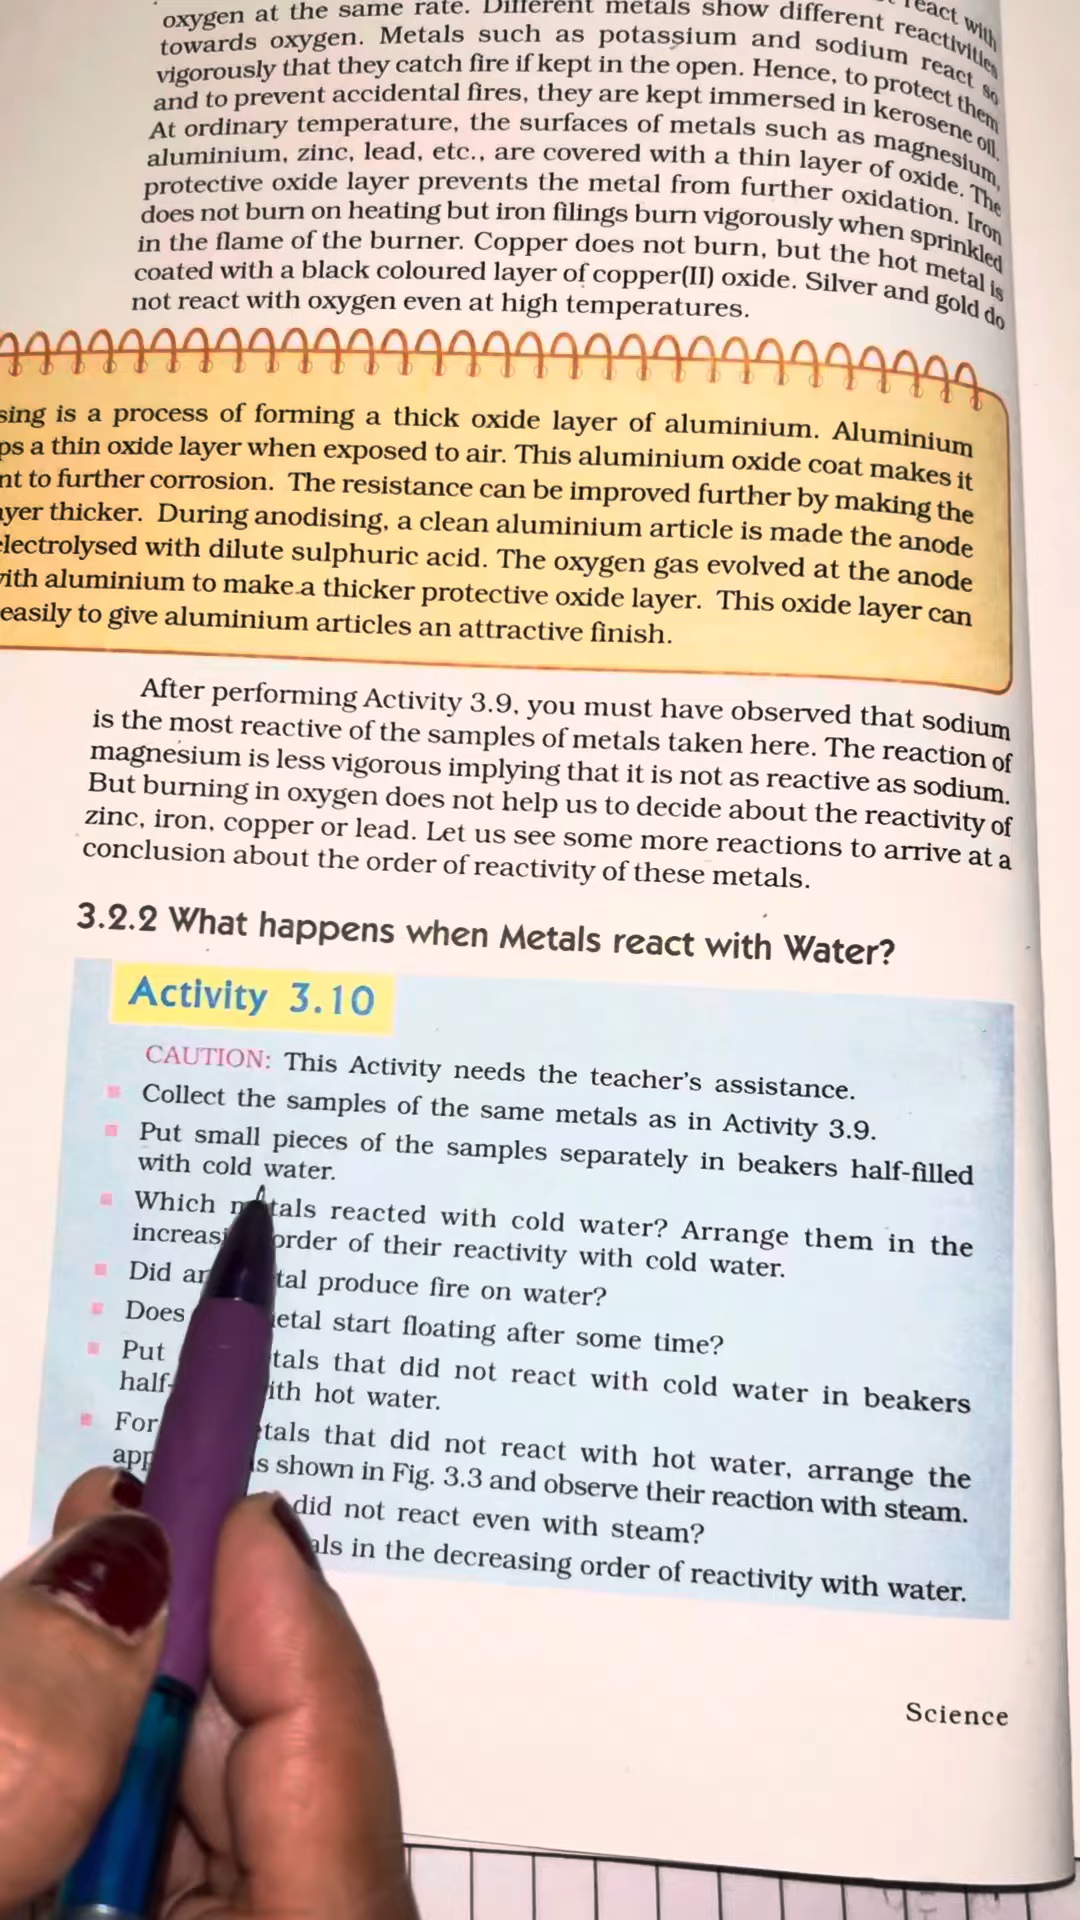 react with
oxygen at the same rate. Different metals show different reactivities
towards oxygen. Metals such as potassium and sodium react so
vigorously that they catch fire if kept in the open. Hence, to protect them
and to prevent accidental fires, they are kept immersed in kerosene oil.
At ordinary temperature, the surfaces of metals such as magnesium,
aluminium, zinc, lead, etc., are covered with a thin layer of oxide. The
protective oxide layer prevents the metal from further oxidation. Iron
does not burn on heating but iron filings burn vigorously when sprinkled
in the flame of the burner. Copper does not burn, but the hot metal is
coated with a black coloured layer of copper(II) oxide. Silver and gold do
not react with oxygen even at high temperatures.
sing is a process of forming a thick oxide layer of aluminium. Aluminium
ps a thin oxide layer when exposed to air. This aluminium oxide coat makes it
nt to further corrosion. The resistance can be improved further by making the
ayer thicker. During anodising, a clean aluminium article is made the anode
electrolysed with dilute sulphuric acid. The oxygen gas evolved at the anode
with aluminium to make a thicker protective oxide layer. This oxide layer can
easily to give aluminium articles an attractive finish.
After performing Activity 3.9, you must have observed that sodium
is the most reactive of the samples of metals taken here. The reaction of
magnesium is less vigorous implying that it is not as reactive as sodium.
But burning in oxygen does not help us to decide about the reactivity of
zinc, iron, copper or lead. Let us see some more reactions to arrive at a
conclusion about the order of reactivity of these metals.
3.2.2 What happens when Metals react with Water?
Activity 3.10
CAUTION: This Activity needs the teacher's assistance.
Collect the samples of the same metals as in Activity 3.9.
Put small pieces of the samples separately in beakers half-filled
with cold water.
Which metals reacted with cold water? Arrange them in the
increas order of their reactivity with cold water.
Did an tal produce fire on water?
Does etal start floating after some time?
Put tals that did not react with cold water in beakers
half- ith hot water.
For etals that did not react with hot water, arrange the
app s shown in Fig. 3.3 and observe their reaction with steam.
did not react even with steam?
als in the decreasing order of reactivity with water.
Science